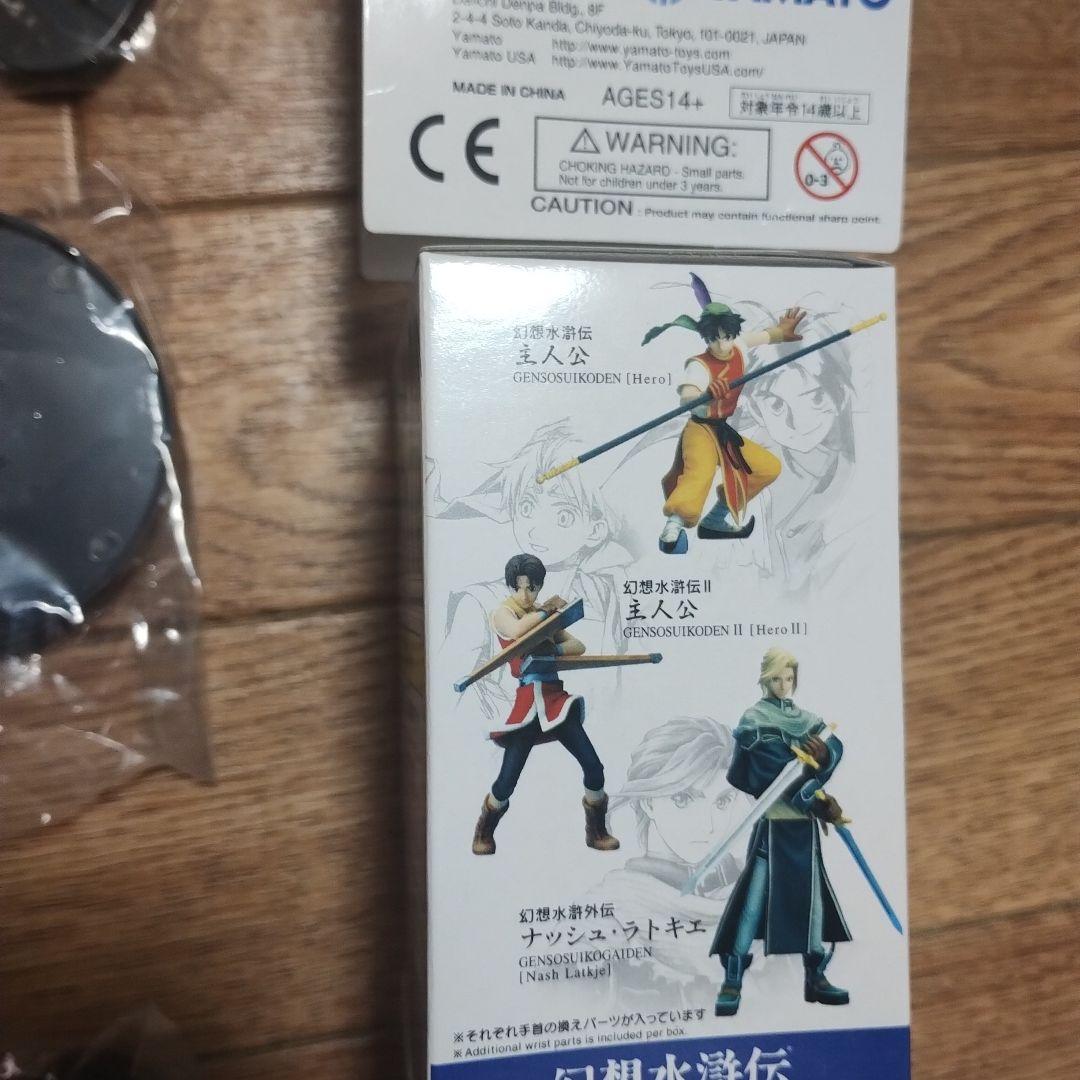 Daiichi Denpa Bldg., 8F
2-4-4 Soto Kanda, Chiyoda-ku, Tokyo, 101-0021, JAPAN
Yamato http://www.yamato-toys.com
Yamato USA http://www.YamatoToysUSA.com/
MADE IN CHINA AGES14+ 対象年令14歳以上
CE
⚠WARNING:
CHOKING HAZARD - Small parts.
Not for children under 3 years.
0-3
CAUTION : Product may contain functional sharp point.
幻想水滸伝
主人公
GENSOSUIKODEN [Hero]
幻想水滸伝II
主人公
GENSOSUIKODEN II [Hero II]
幻想水滸外伝
ナッシュ・ラトキエ
GENSOSUIKOGAIDEN
[Nash Latkje]
※それぞれ手首の換えパーツが入っています
※Additional wrist parts is included per box.
幻想水滸伝